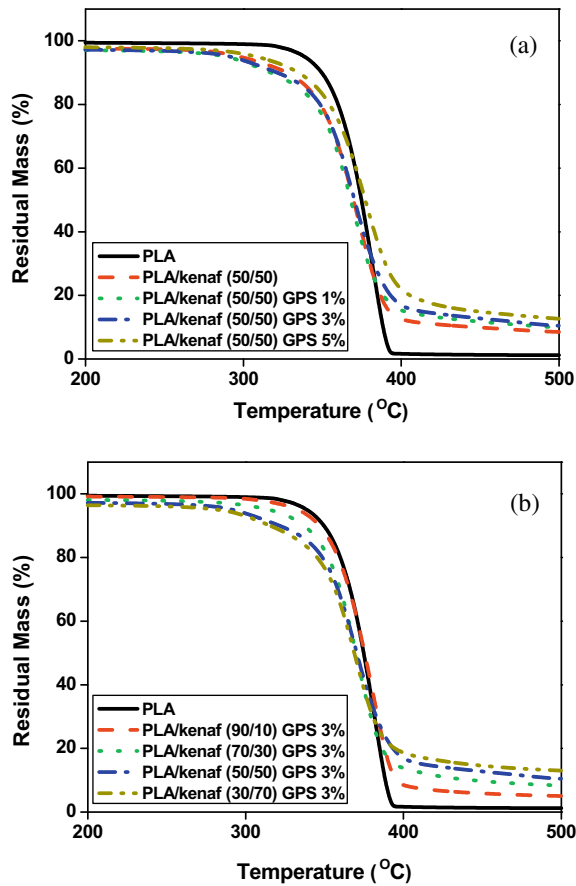 (a)
100
80
60
40
20
0
Residual Mass (%)
PLA
PLA/kenaf (50/50)
PLA/kenaf (50/50) GPS 1%
PLA/kenaf (50/50) GPS 3%
PLA/kenaf (50/50) GPS 5%
200 300 400 500
Temperature (OC)
(b)
100
80
60
40
20
0
Residual Mass (%)
PLA
PLA/kenaf (90/10) GPS 3%
PLA/kenaf (70/30) GPS 3%
PLA/kenaf (50/50) GPS 3%
PLA/kenaf (30/70) GPS 3%
200 300 400 500
Temperature (OC)